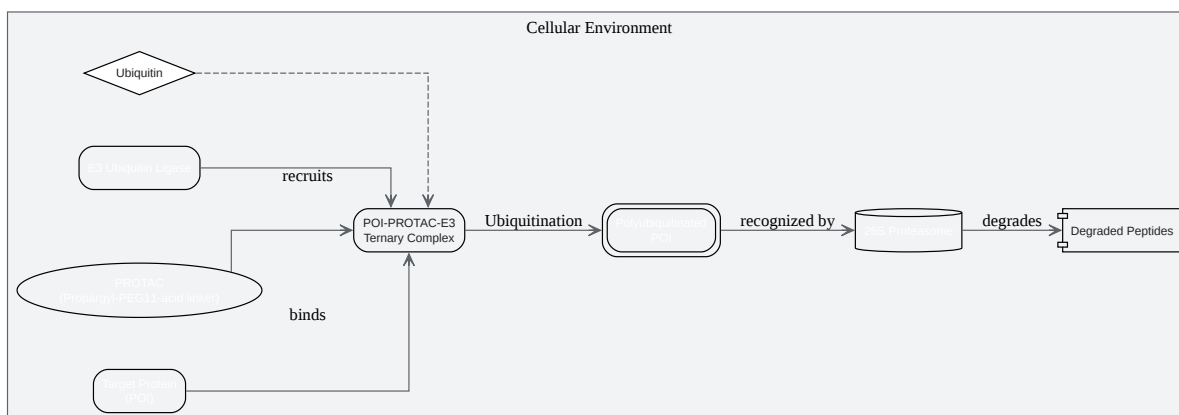 Cellular Environment
Ubiquitin
E3 Ubiquitin Ligase
recruits
POI-PROTAC-E3
Ternary Complex
Ubiquitination
Polyubiquitinated
POI
recognized by
26S Proteasome
degrades
Degraded Peptides
PROTAC
(Propargyl-PEG11-acid linker)
binds
Target Protein
(POI)